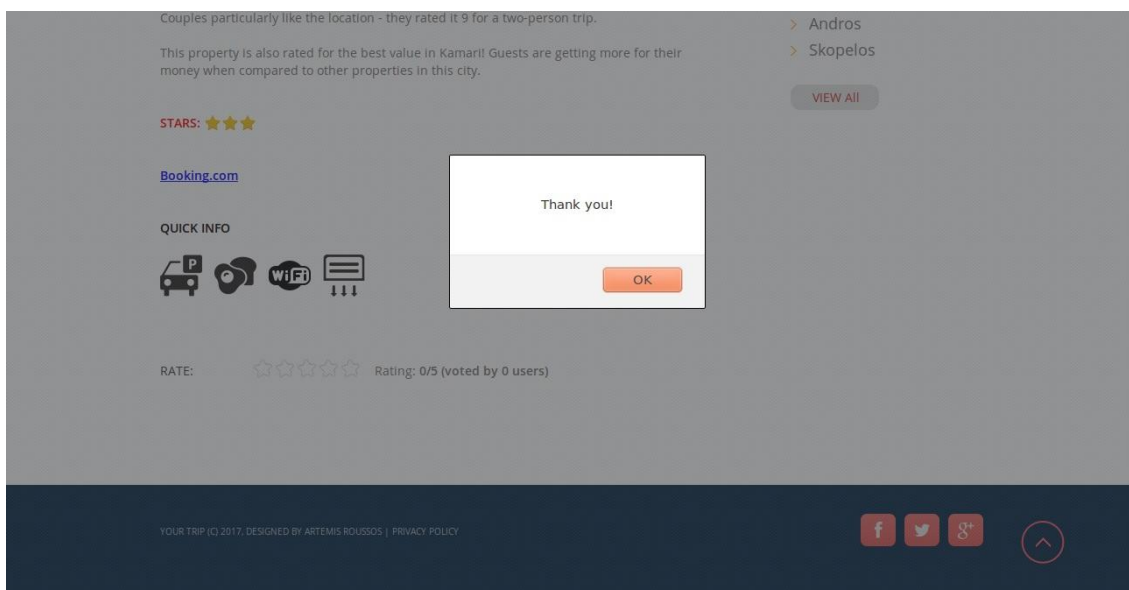 Couples particularly like the location - they rated it 9 for a two-person trip.
This property is also rated for the best value in Kamari! Guests are getting more for their
money when compared to other properties in this city.
STARS:
Booking.com
QUICK INFO
P
WiFi
RATE: Rating: 0/5 (voted by 0 users)
> Andros
> Skopelos
VIEW All
Thank you!
OK
YOUR TRIP (C) 2017, DESIGNED BY ARTEMIS ROUSSOS | PRIVACY POLICY
f
g+